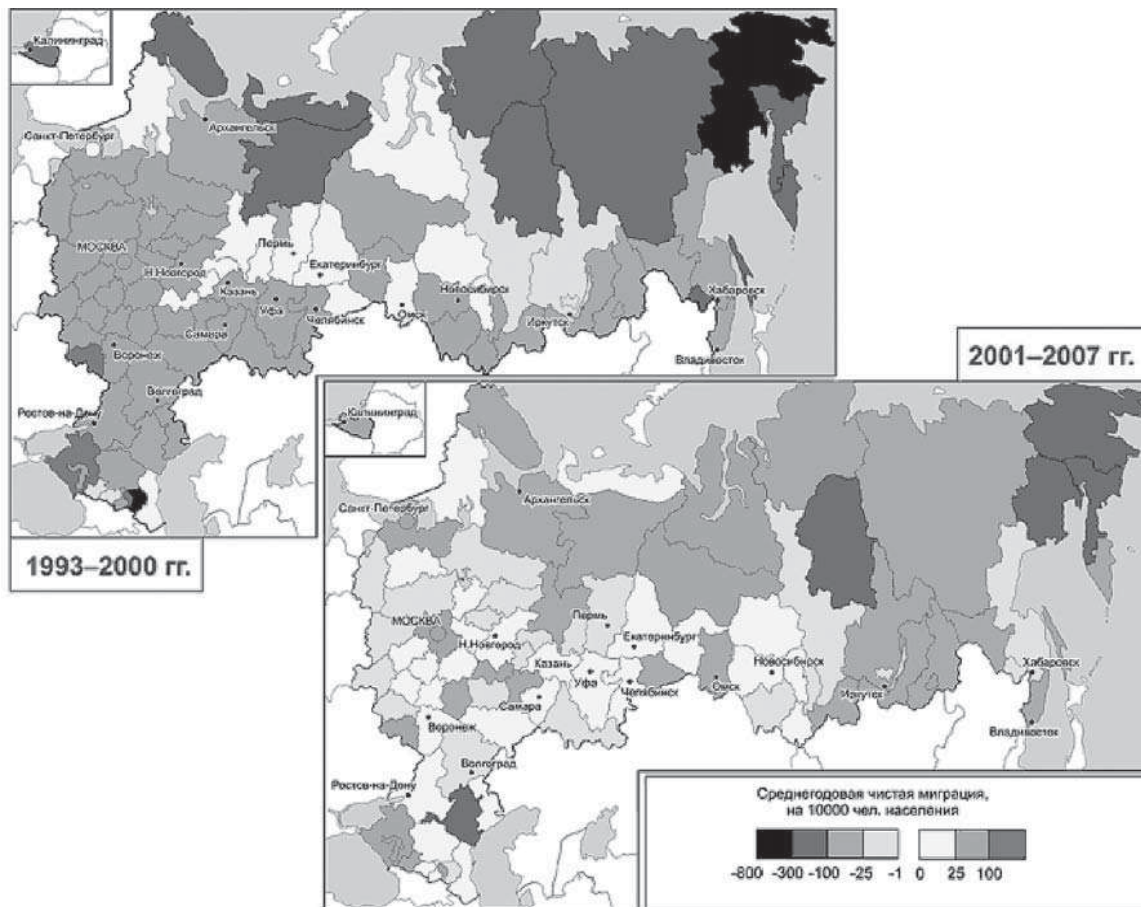 Калининград
Санкт-Петербург
Архангельск
МОСКВА
Н.Новгород
Пермь
Екатеринбург
Казань
Уфа
Челябинск
Самара
Омск
Новосибирск
Иркутск
Хабаровск
Владивосток
Воронеж
Волгоград
Ростов-на-Дону
1993–2000 гг.
2001–2007 гг.
Калининград
Санкт-Петербург
Архангельск
МОСКВА
Н.Новгород
Пермь
Екатеринбург
Казань
Уфа
Челябинск
Самара
Омск
Новосибирск
Иркутск
Хабаровск
Владивосток
Воронеж
Волгоград
Ростов-на-Дону
Среднегодовая чистая миграция,
на 10000 чел. населения
-800 -300 -100 -25 -1 0 25 100